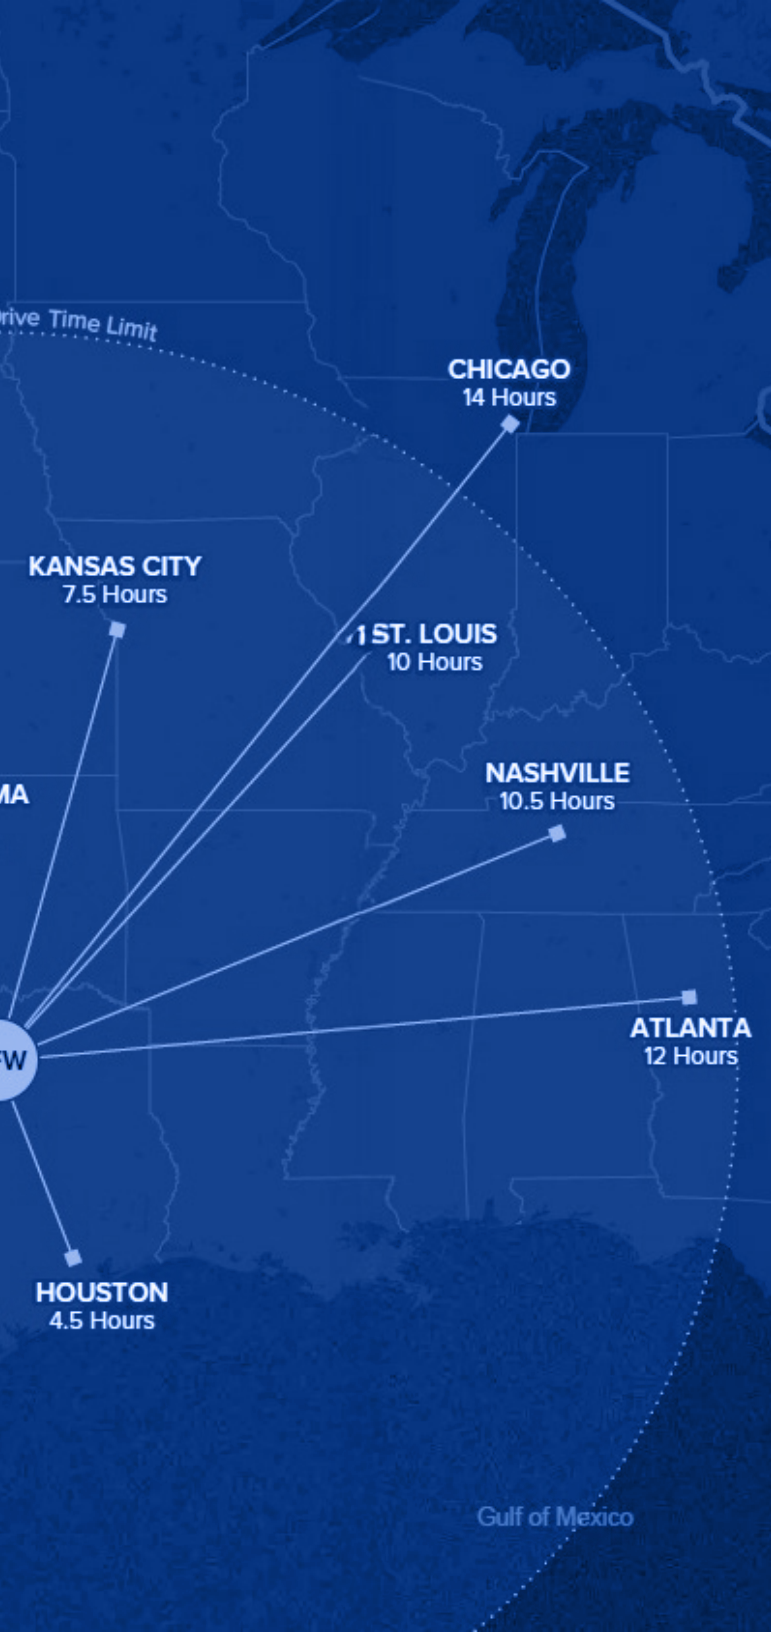 rive Time Limit
CHICAGO
14 Hours
KANSAS CITY
7.5 Hours
ST. LOUIS
10 Hours
NASHVILLE
10.5 Hours
MA
FW
ATLANTA
12 Hours
HOUSTON
4.5 Hours
Gulf of Mexico